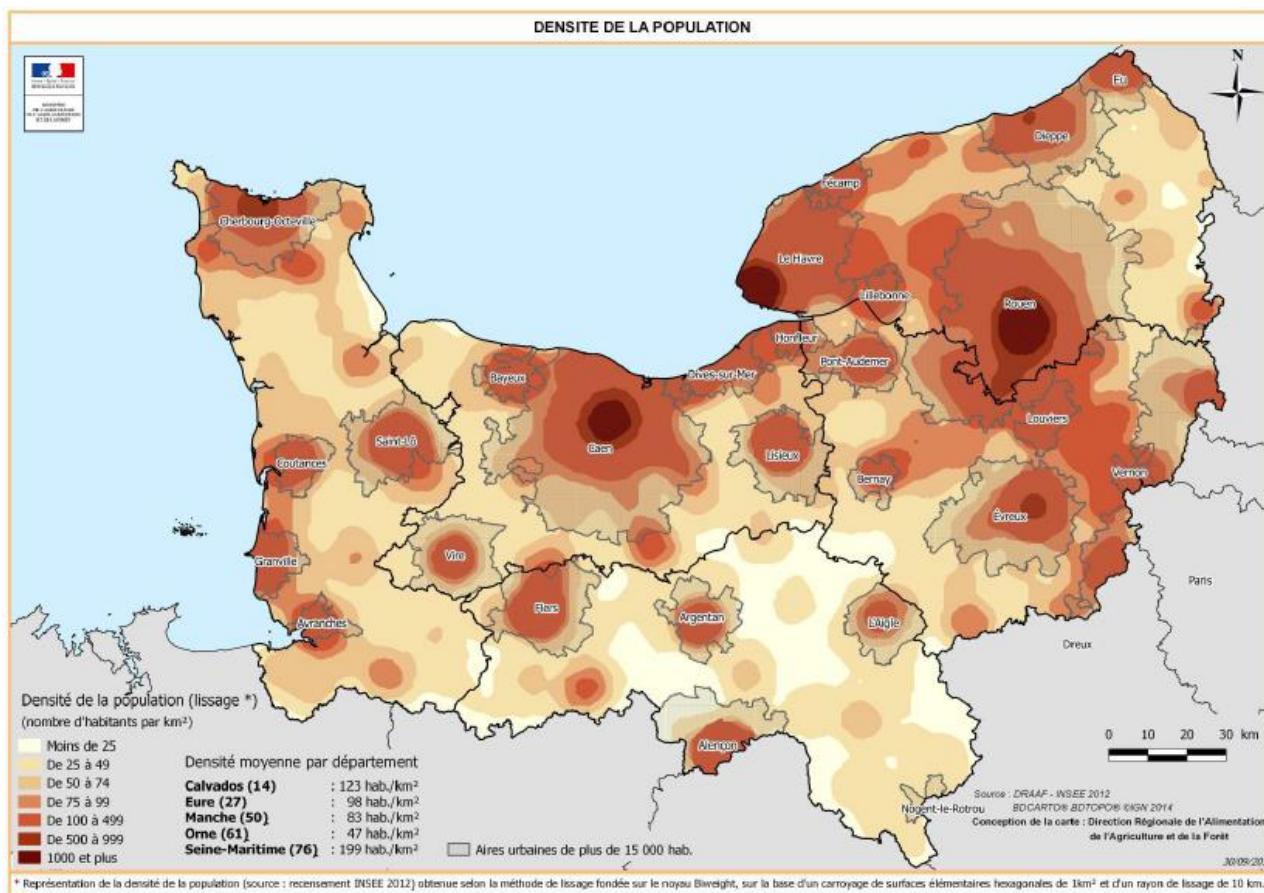 DENSITE DE LA POPULATION
N
Eu
Dieppe
Fécamp
Cherbourg-Octeville
Le Havre
Lillebonne
Rouen
Honfleur
Pont-Audemer
Bayeux
Dives-sur-Mer
Louviers
Saint-Lô
Caen
Lisieux
Coutances
Bernay
Vernon
Évreux
Vire
Granville
Paris
Flers
Argentan
L'Aigle
Avranches
Dreux
Alençon
Nogent-le-Rotrou
Densité de la population (lissage *)
(nombre d'habitants par km²)
Moins de 25
De 25 à 49
De 50 à 74
De 75 à 99
De 100 à 499
De 500 à 999
1000 et plus
Densité moyenne par département
Calvados (14) : 123 hab./km²
Eure (27) : 98 hab./km²
Manche (50) : 83 hab./km²
Orne (61) : 47 hab./km²
Seine-Maritime (76) : 199 hab./km²
Aires urbaines de plus de 15 000 hab.
0 10 20 30 km
Source : DRAAF - INSEE 2012
BDCARTO® BDTOPO® ©IGN 2014
Conception de la carte : Direction Régionale de l'Alimentation
de l'Agriculture et de la Forêt
30/09/20
* Représentation de la densité de la population (source : recensement INSEE 2012) obtenue selon la méthode de lissage fondée sur le noyau Biweight, sur la base d'un carroyage de surfaces élémentaires hexagonales de 1km² et d'un rayon de lissage de 10 km.